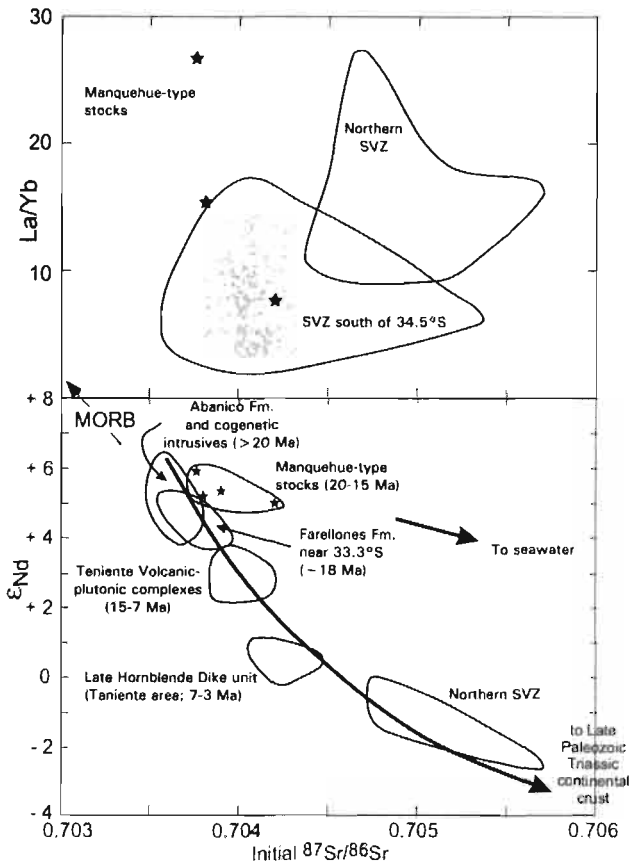 30
20
10
La/Yb
Manquehue-type
stocks
Northern
SVZ
SVZ south of 34.5°S
+ 8
+ 6
+ 4
+ 2
0
- 2
- 4
εNd
MORB
Abanico Fm.
and cogenetic
intrusives (>20 Ma)
Manquehue-type
stocks (20-15 Ma)
To seawater
Farellones Fm.
near 33.3°S
(~18 Ma)
Teniente Volcanic-
plutonic complexes
(15-7 Ma)
Late Hornblende Dike unit
(Taniente area; 7-3 Ma)
Northern SVZ
to Late
Paleozoic
Triassic
continental
crust
0.703
0.704
0.705
0.706
Initial ⁸⁷Sr/⁸⁶Sr